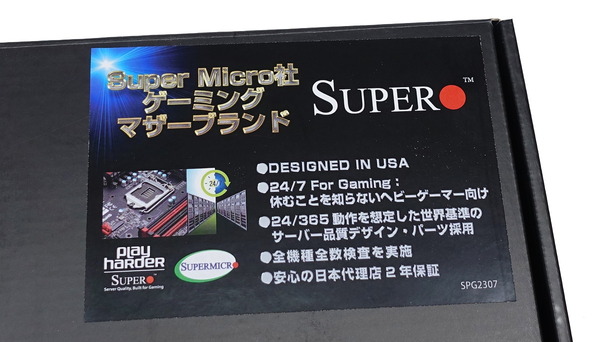 Super Micro社
ゲーミング
マザーブランド
SUPERO™
●DESIGNED IN USA
●24/7 For Gaming：
休むことを知らないヘビーゲーマー向け
●24/365 動作を想定した世界基準の
サーバー品質デザイン・パーツ採用
●全機種全数検査を実施
●安心の日本代理店2年保証
24
PLAY
HARDER
SUPERO
Server Quality, Built for Gaming
SUPERMICRO
SPG2307